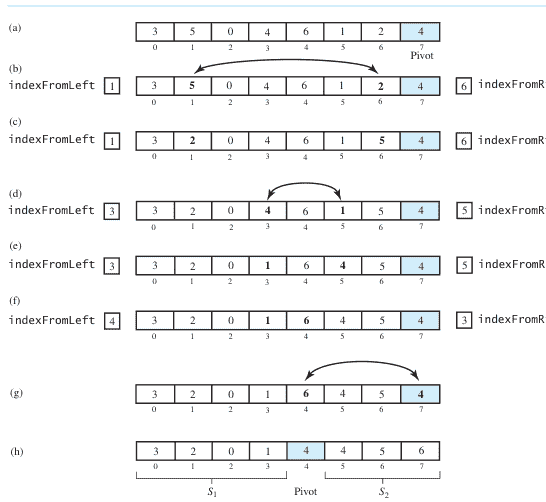 (a) 3 5 0 4 6 1 2 4
0 1 2 3 4 5 6 7
Pivot
(b)
indexFromLeft 1 3 5 0 4 6 1 2 4 6 indexFromR
0 1 2 3 4 5 6 7
(c)
indexFromLeft 1 3 2 0 4 6 1 5 4 6 indexFromR
0 1 2 3 4 5 6 7
(d)
indexFromLeft 3 3 2 0 4 6 1 5 4 5 indexFromR
0 1 2 3 4 5 6 7
(e)
indexFromLeft 3 3 2 0 1 6 4 5 4 5 indexFromR
0 1 2 3 4 5 6 7
(f)
indexFromLeft 4 3 2 0 1 6 4 5 4 3 indexFromR
0 1 2 3 4 5 6 7
(g) 3 2 0 1 6 4 5 4
0 1 2 3 4 5 6 7
(h) 3 2 0 1 4 4 5 6
0 1 2 3 4 5 6 7
S1 Pivot S2